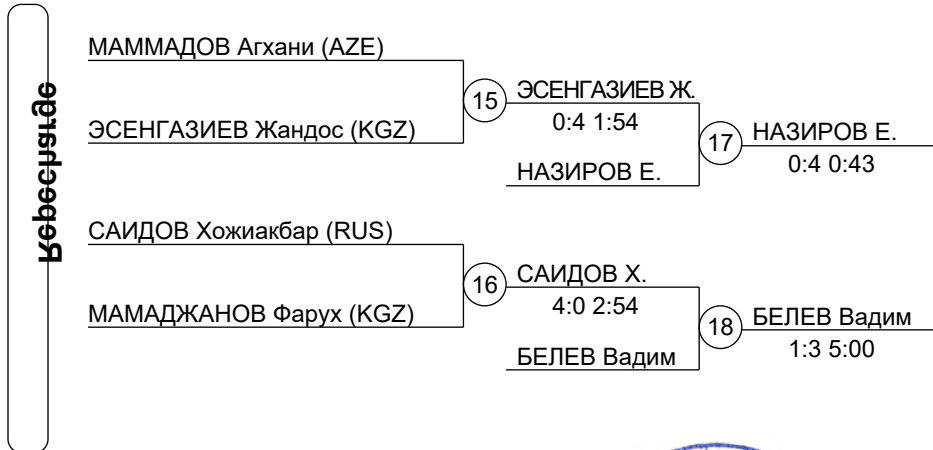 Repecharge
МАММАДОВ Агхани (AZE)
15
ЭСЕНГАЗИЕВ Ж.
0:4 1:54
ЭСЕНГАЗИЕВ Жандос (KGZ)
17
НАЗИРОВ Е.
0:4 0:43
НАЗИРОВ Е.
САИДОВ Хожиакбар (RUS)
16
САИДОВ Х.
4:0 2:54
МАМАДЖАНОВ Фарух (KGZ)
18
БЕЛЕВ Вадим
1:3 5:00
БЕЛЕВ Вадим